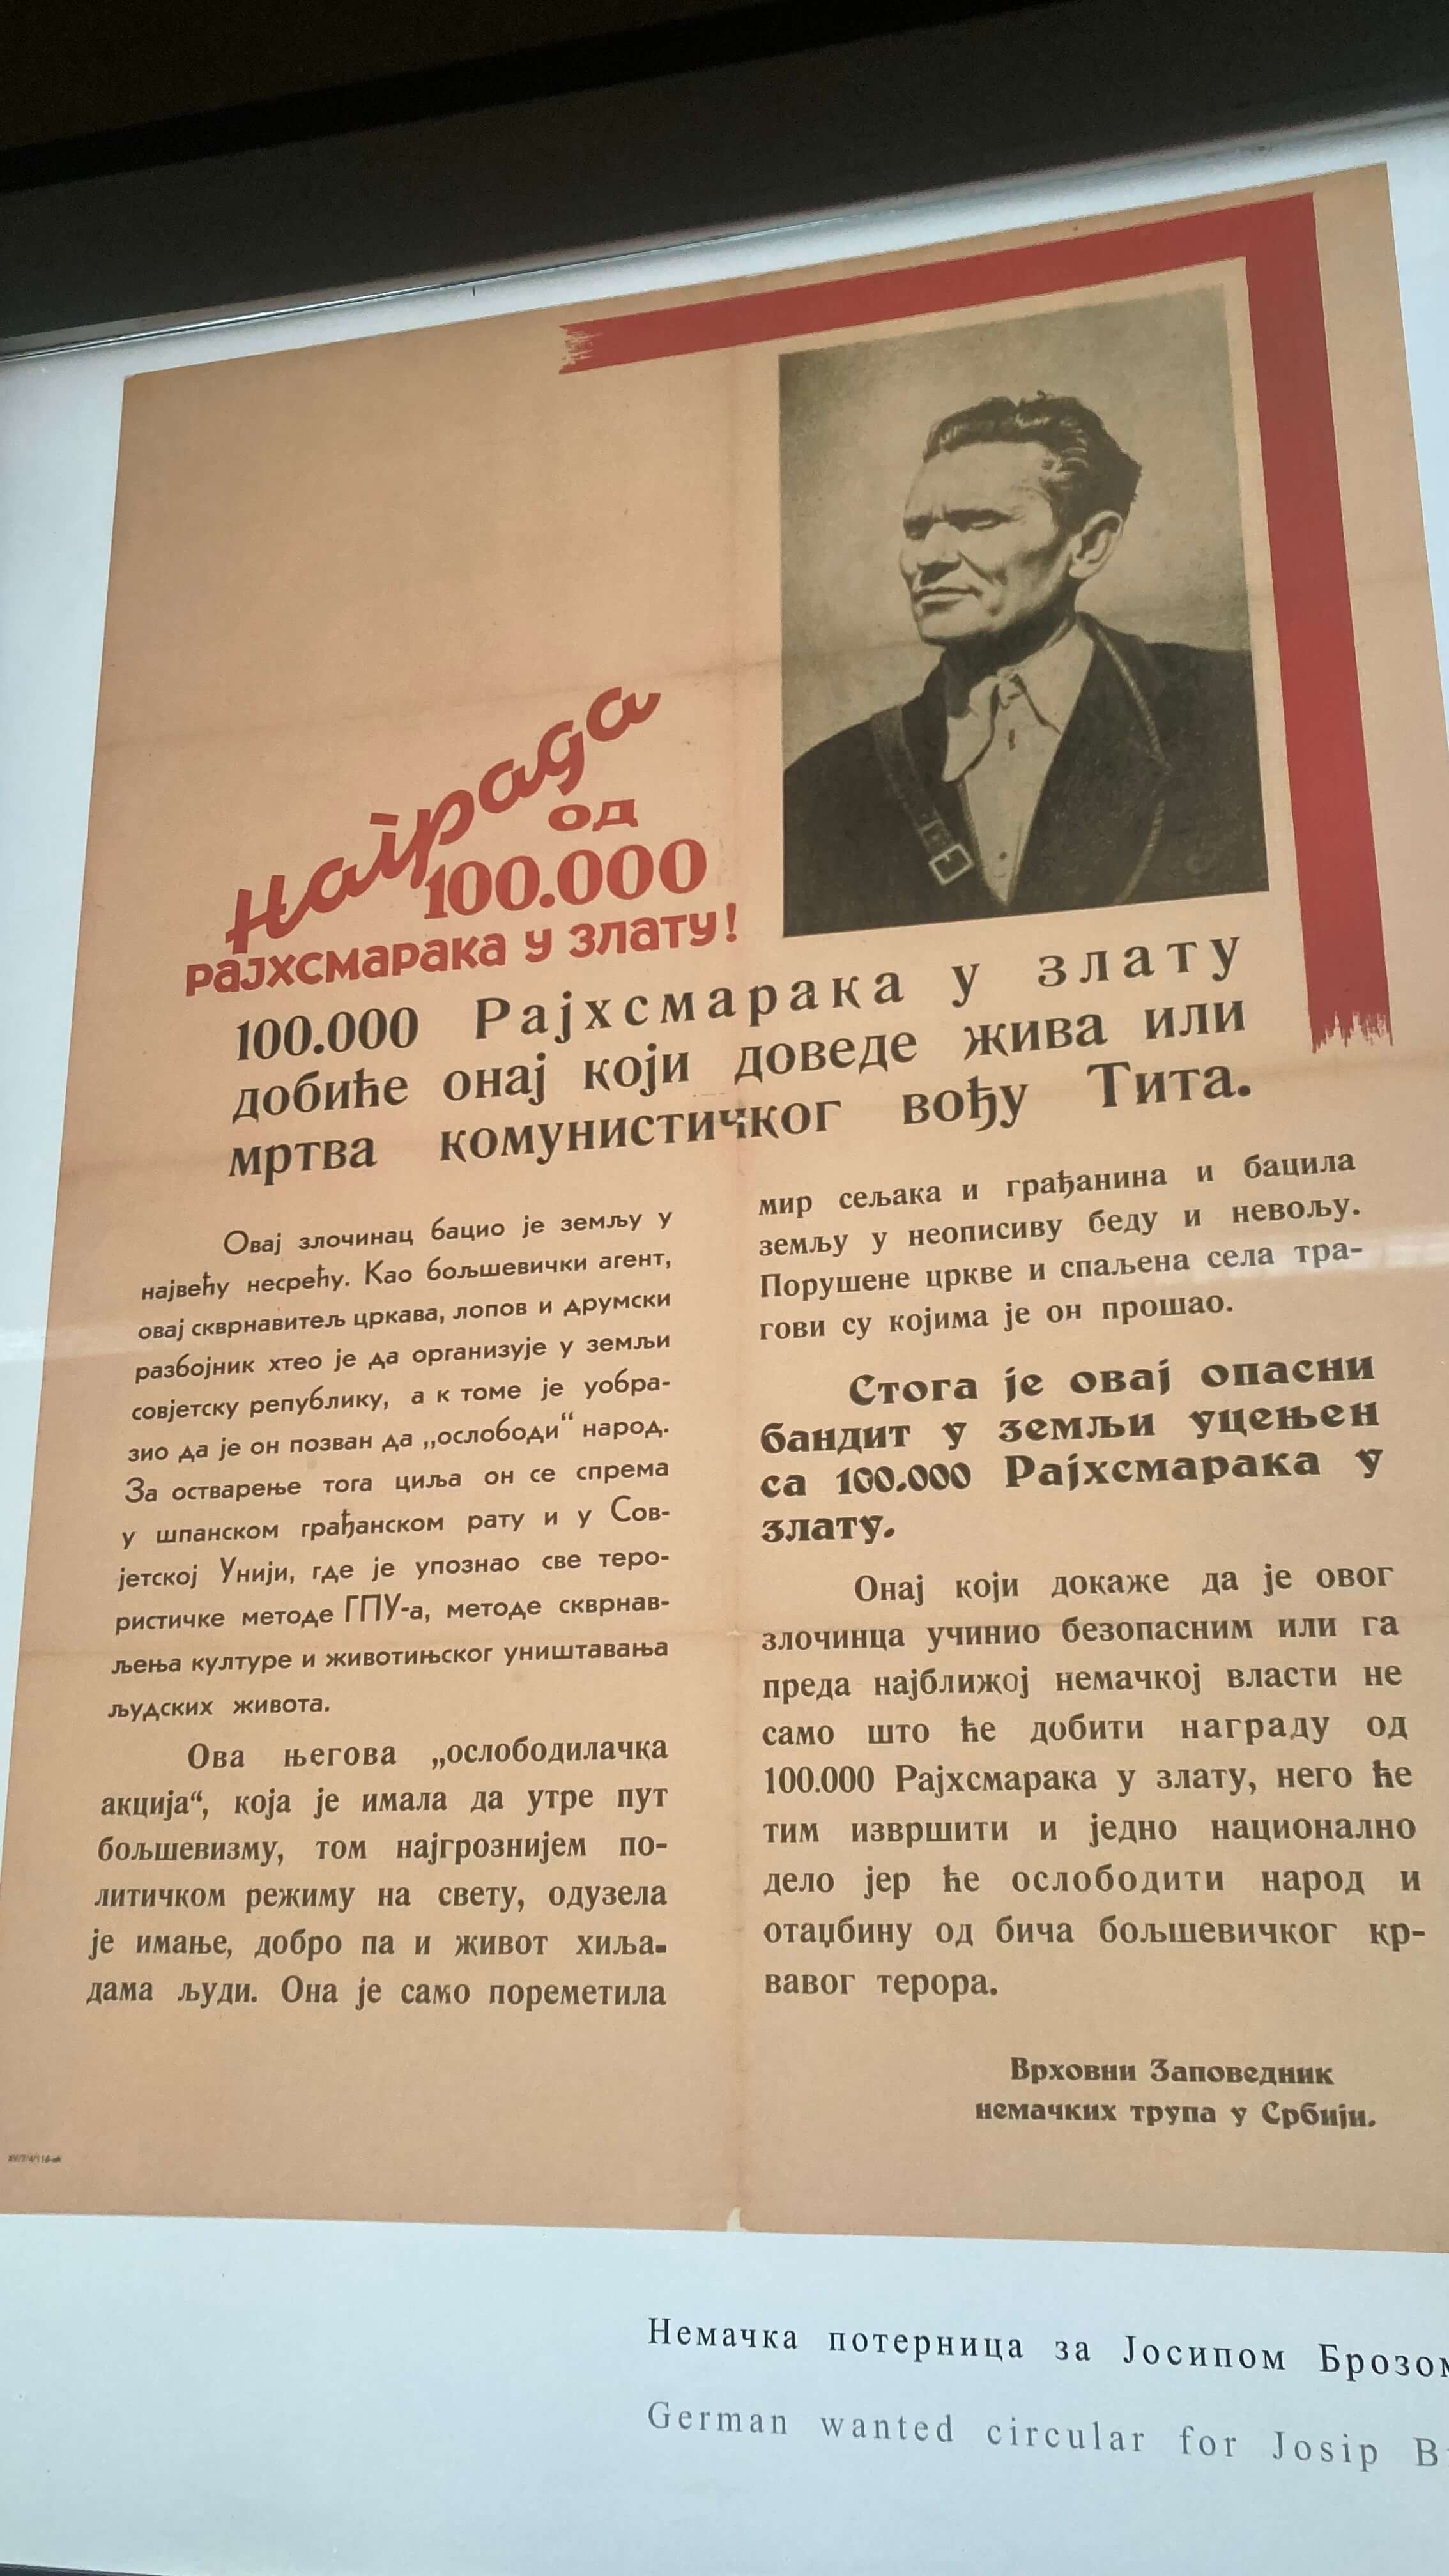 Награда
од
100.000
РАЈХСМАРАКА У ЗЛАТУ!
100.000 Рајхсмарака у злату
добиће онај који доведе жива или
мртва комунистичког вођу Тита.
Овај злочинац бацио је земљу у
највећу несрећу. Као бољшевички агент,
овај скврнавитељ цркава, лопов и друмски
разбојник хтео је да организује у земљи
совјетску републику, а к томе је уобра-
зио да је он позван да „ослободи“ народ.
За остварење тога циља он се спрема
у шпанском грађанском рату и у Сов-
јетској Унији, где је упознао све теро-
ристичке методе ГПУ-а, методе скврнав-
љења културе и животињског уништавања
људских живота.
Ова његова „ослободилачка
акција“, која је имала да утре пут
бољшевизму, том најгрознијем по-
литичком режиму на свету, одузела
је имање, добро па и живот хиља-
дама људи. Она је само пореметила
мир сељака и грађанина и бацила
земљу у неописиву беду и невољу.
Порушене цркве и спаљена села тра-
гови су којима је он прошао.
Стога је овај опасни
бандит у земљи уцењен
са 100.000 Рајхсмарака у
злату.
Онај који докаже да је овог
злочинца учинио безопасним или га
преда најближој немачкој власти не
само што ће добити награду од
100.000 Рајхсмарака у злату, него ће
тим извршити и једно национално
дело јер ће ослободити народ и
отаџбину од бича бољшевичког кр-
вавог терора.
Врховни Заповедник
немачких трупа у Србији.
Немачка потерница за Јосипом Брозом
German wanted circular for Josip B